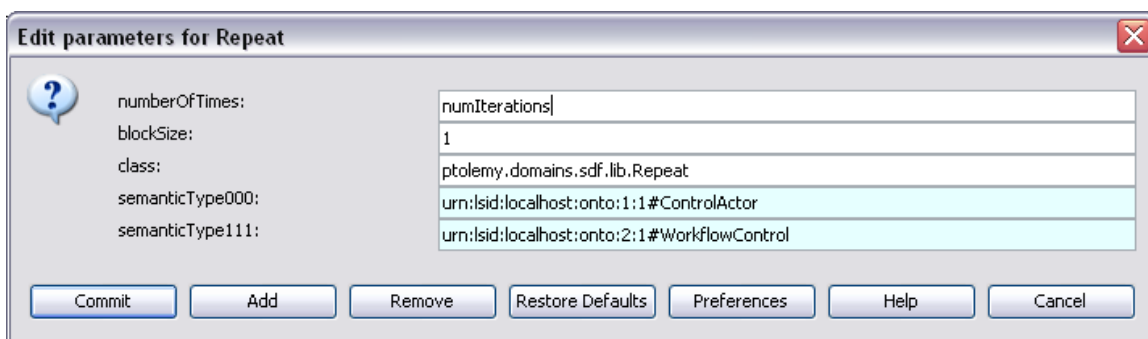 Edit parameters for Repeat
numberOfTimes: numIterations
blockSize: 1
class: ptolemy.domains.sdf.lib.Repeat
semanticType000: urn:lsid:localhost:onto:1:1#ControlActor
semanticType111: urn:lsid:localhost:onto:2:1#WorkflowControl
Commit Add Remove Restore Defaults Preferences Help Cancel